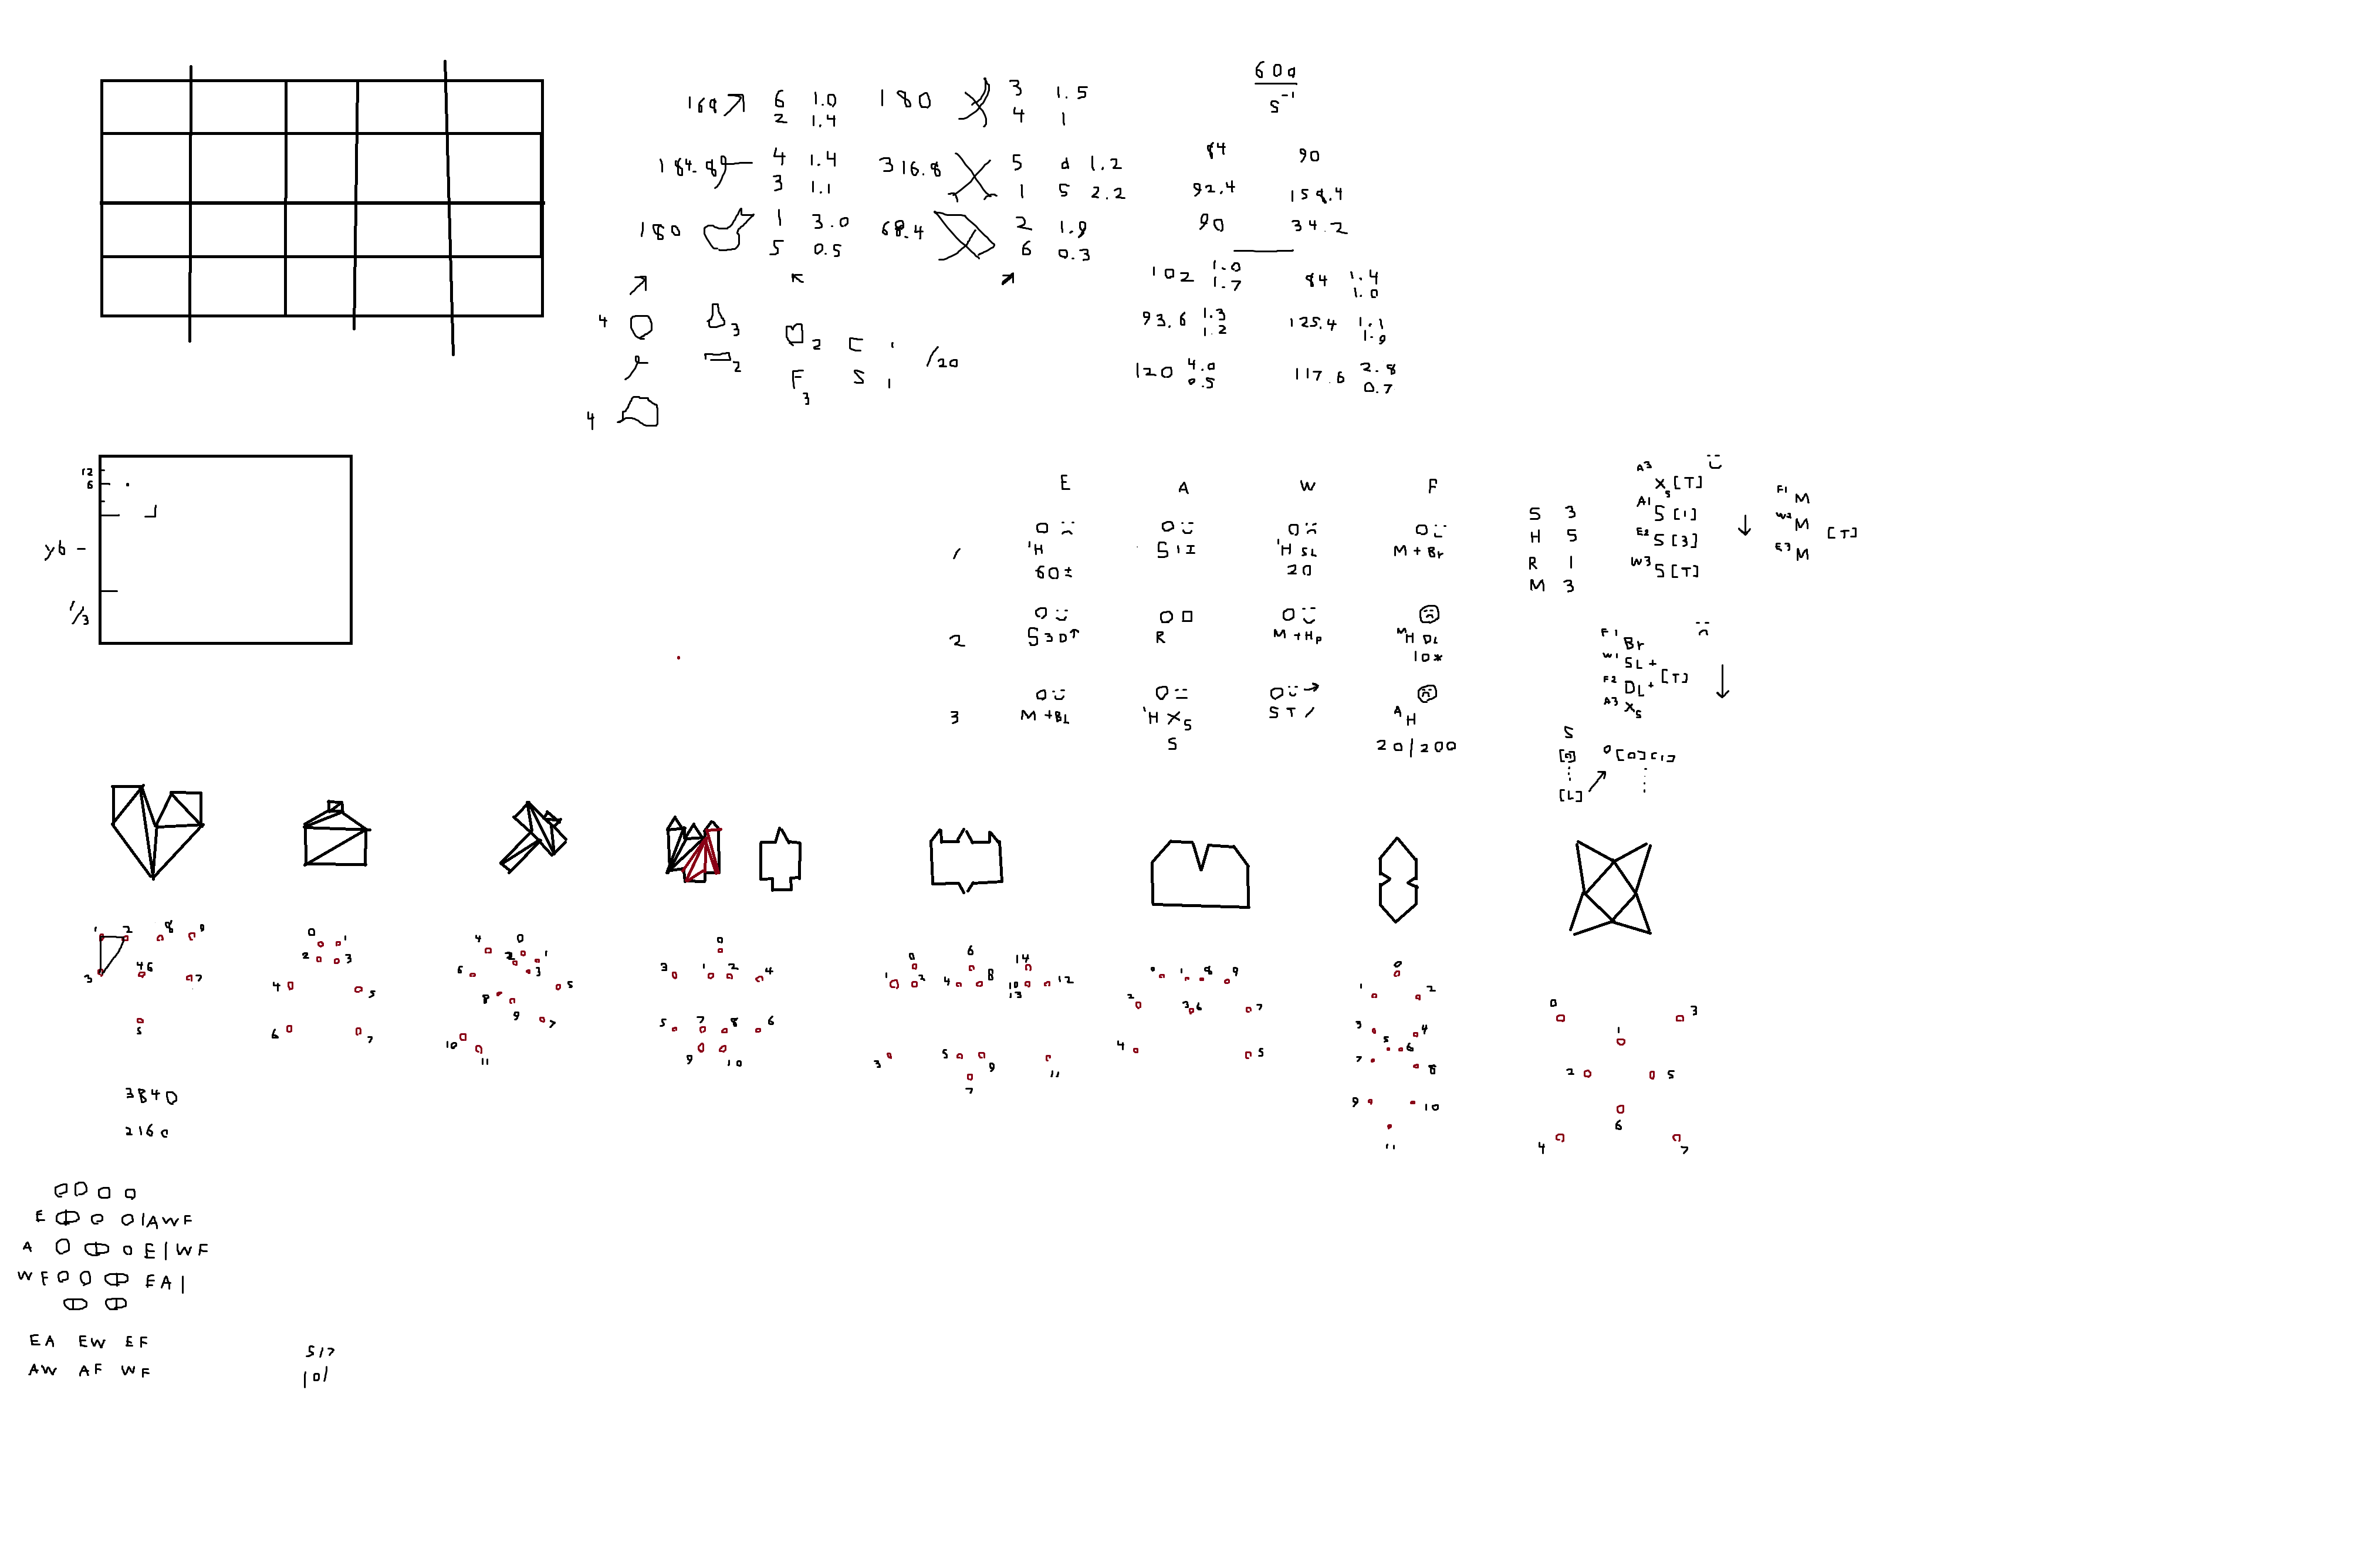 60a
s⁻¹
168 6 1.0 180 3 1.5
2 1.4 4 1
184.8 4 1.4 316.8 5 d 1.2
3 1.1 1 5 2.2
180 1 3.0 68.4 2 1.9
5 0.5 6 0.3
84 90
92.4 158.4
90 34.2
102 1.0 84 1.4
1.7 1.0
93.6 1.3 125.4 1.1
1.2 1.9
120 4.0 117.6 2.8
0.5 0.7
4 3 2 C 1 /20
2 F 3 S 1
4
12
6
y6
1/3
E A W F
1
'H S 1 I 'H SL M + Br
60± 20
2
S 3 D↑ R M + Hp M H DL
10*
3
M + BL 'H X S S T / A H
S 20/200
S 3
H 5
R 1
M 3
A3
X S [T]
A1 S [1]
E2 S [3]
W3 S [T]
F1 M
W2 M [T]
E3 M
F1 Br
W1 SL +
F2 DL + [T]
A3 X S
S
[0] 0 [0] [1]
[L]
1 2 8 9
3 46 7
5
0 1
2 3
4 5
6 7
4 0 1
2 3
6 5
8 9 7
10 11
0
3 1 2 4
5 7 8 6
9 10
0 6 14
1 2 4 8 10 12
13
3 5 9 11
7
0 1 8 9
2 36 7
4 5
0
1 2
3 4
5 6
7 8
9 10
11
0 3
1
2 5
6
4 7
3840
2160
E | A W F
A E | W F
W F E A |
EA EW EF
AW AF WF
517
101